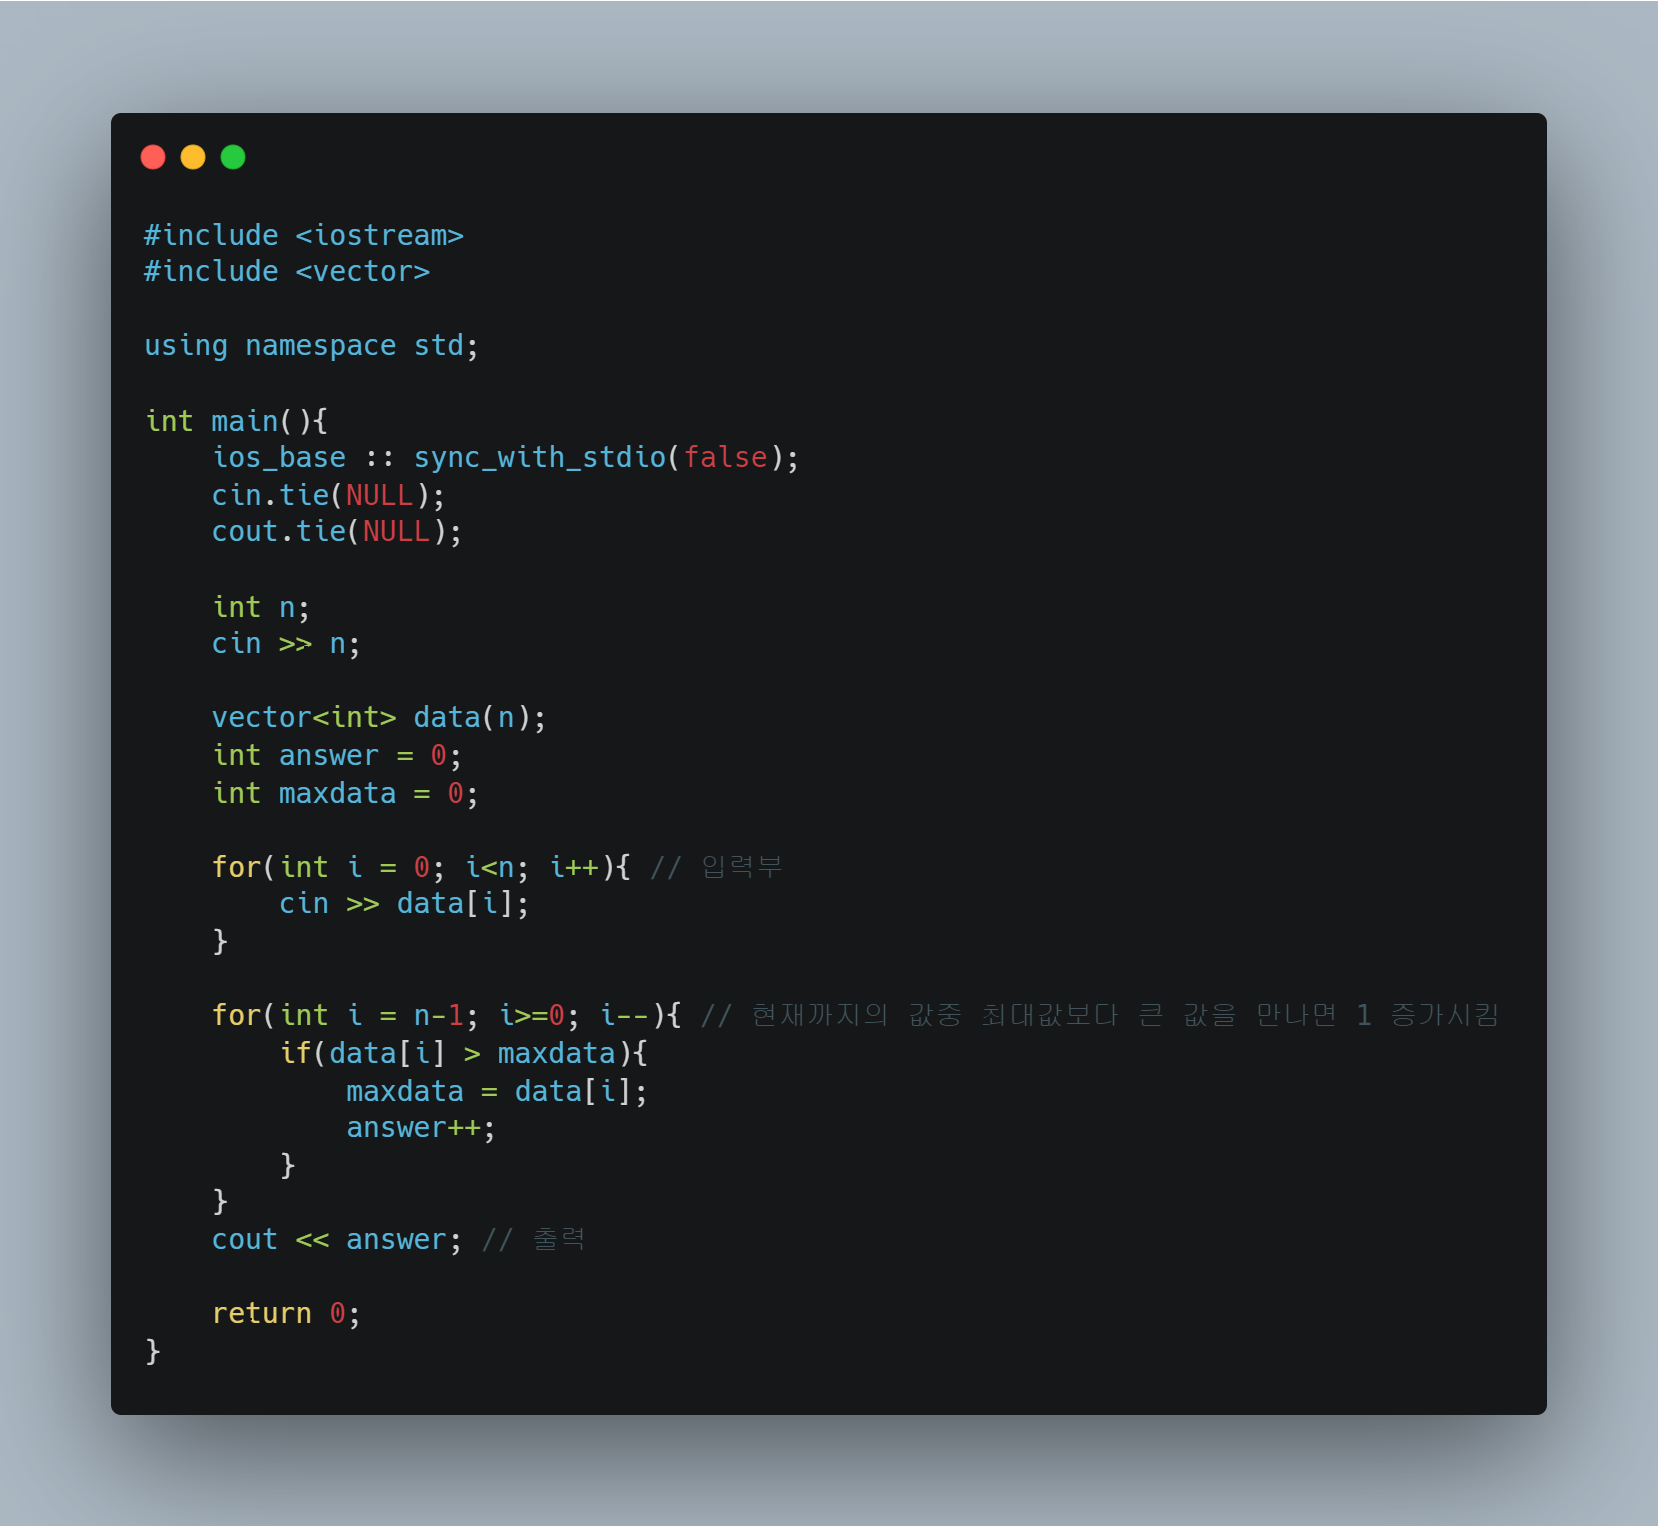 #include <iostream>
#include <vector>
using namespace std;
int main(){
ios_base :: sync_with_stdio(false);
cin.tie(NULL);
cout.tie(NULL);
int n;
cin >> n;
vector<int> data(n);
int answer = 0;
int maxdata = 0;
for(int i = 0; i<n; i++){ // 입력부
cin >> data[i];
}
for(int i = n-1; i>=0; i--){ // 현재까지의 값중 최대값보다 큰 값을 만나면 1 증가시킴
if(data[i] > maxdata){
maxdata = data[i];
answer++;
}
}
cout << answer; // 출력
return 0;
}